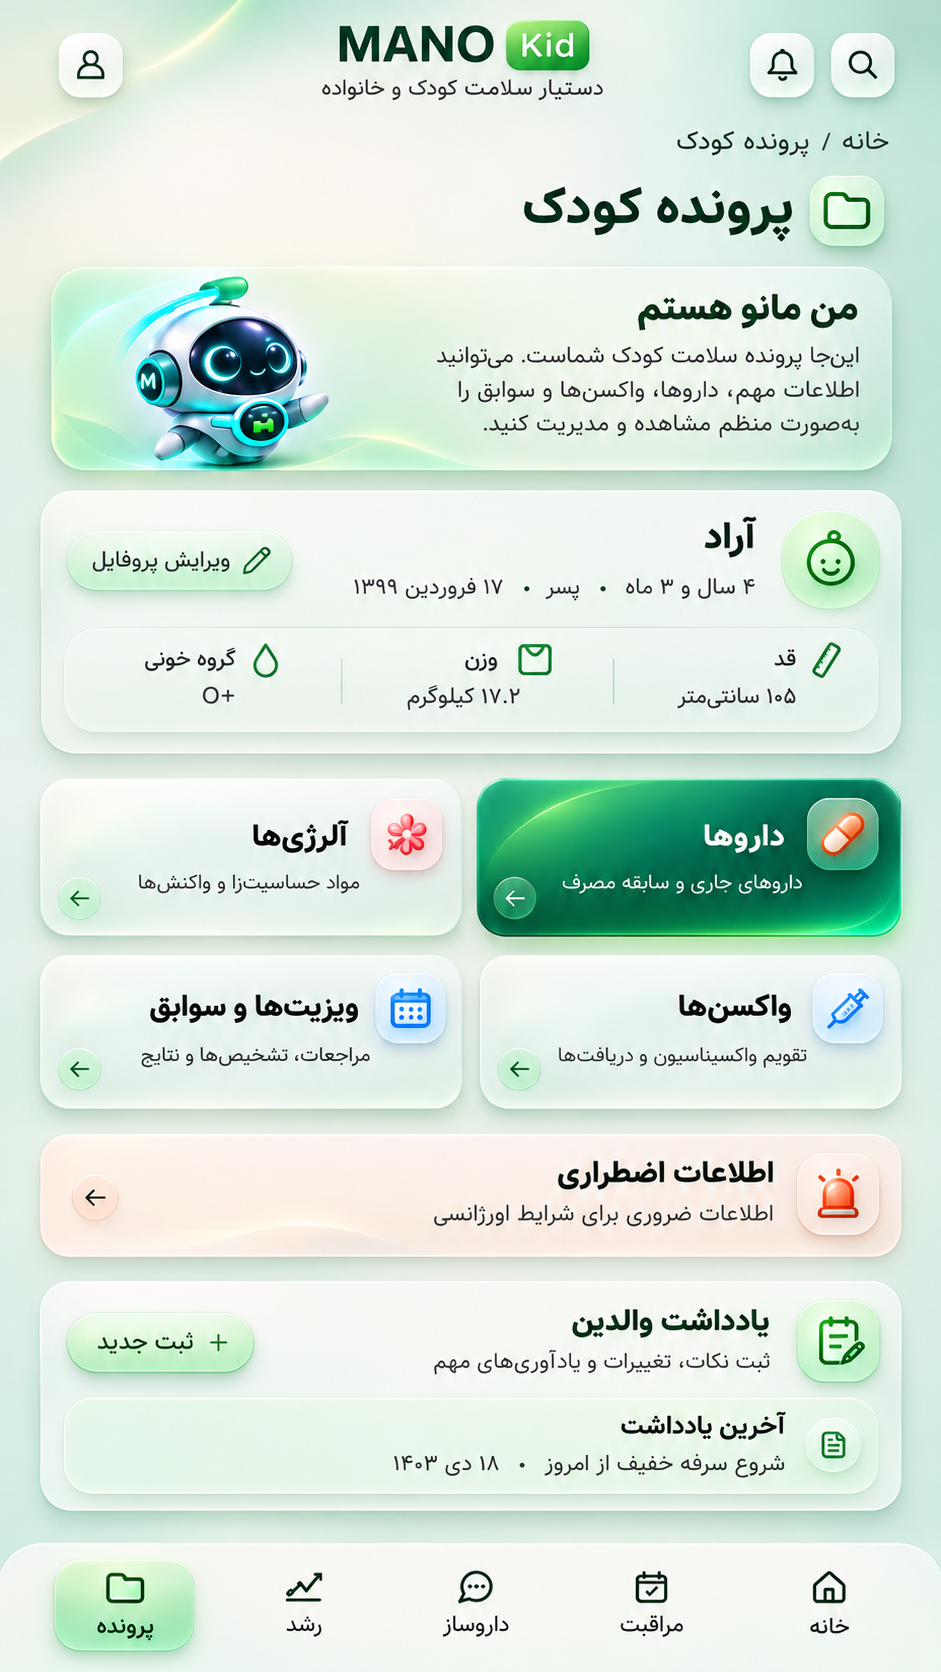 MANO Kid
دستیار سلامت کودک و خانواده
خانه / پرونده کودک
پرونده کودک
من مانو هستم
این‌جا پرونده سلامت کودک شماست. می‌توانید
اطلاعات مهم، داروها، واکسن‌ها و سوابق را
به‌صورت منظم مشاهده و مدیریت کنید.
M
آراد
۴ سال و ۳ ماه • پسر • ۱۷ فروردین ۱۳۹۹
ویرایش پروفایل
قد
۱۰۵ سانتی‌متر
وزن
۱۷.۲ کیلوگرم
گروه خونی
O+
داروها
داروهای جاری و سابقه مصرف
آلرژی‌ها
مواد حساسیت‌زا و واکنش‌ها
واکسن‌ها
تقویم واکسیناسیون و دریافت‌ها
ویزیت‌ها و سوابق
مراجعات، تشخیص‌ها و نتایج
اطلاعات اضطراری
اطلاعات ضروری برای شرایط اورژانسی
یادداشت والدین
ثبت نکات، تغییرات و یادآوری‌های مهم
+ ثبت جدید
آخرین یادداشت
شروع سرفه خفیف از امروز • ۱۸ دی ۱۴۰۳
خانه
مراقبت
داروساز
رشد
پرونده